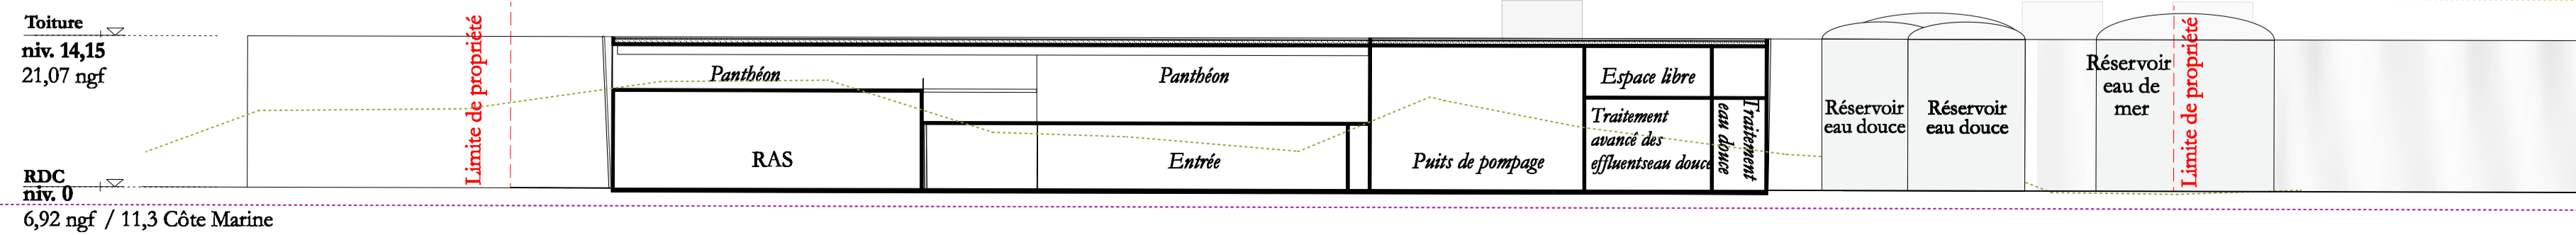 Toiture
niv. 14,15
21,07 ngf
RDC
niv. 0
6,92 ngf / 11,3 Côte Marine
Limite de propriété
Panthéon
RAS
Panthéon
Entrée
Puits de pompage
Espace libre
Traitement
avancé des
effluentseau douce
Traitement
eau douce
Réservoir
eau douce
Réservoir
eau douce
Réservoir
eau de
mer
Limite de propriété